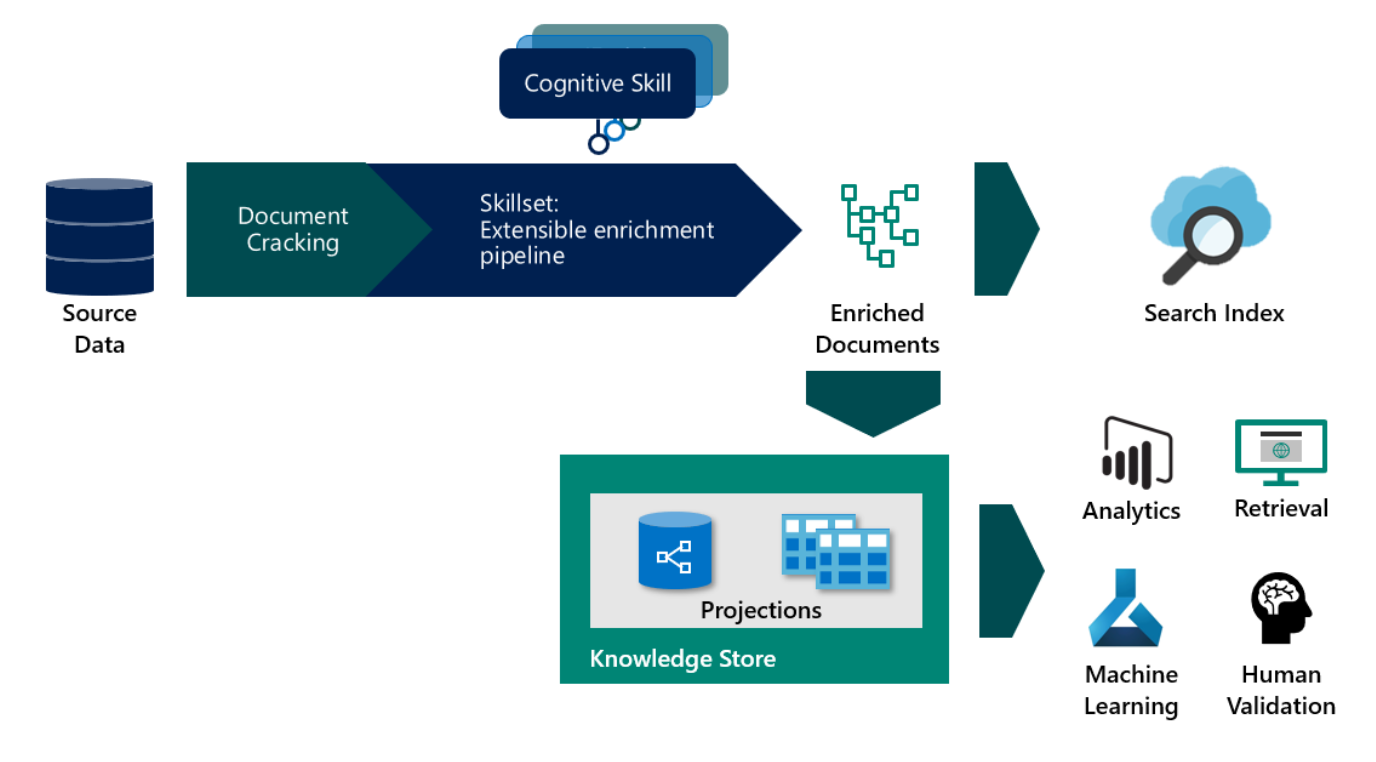 Cognitive Skill
Document
Cracking
Skillset:
Extensible enrichment
pipeline
Source
Data
Enriched
Documents
Search Index
Analytics
Retrieval
Projections
Knowledge Store
Machine
Learning
Human
Validation